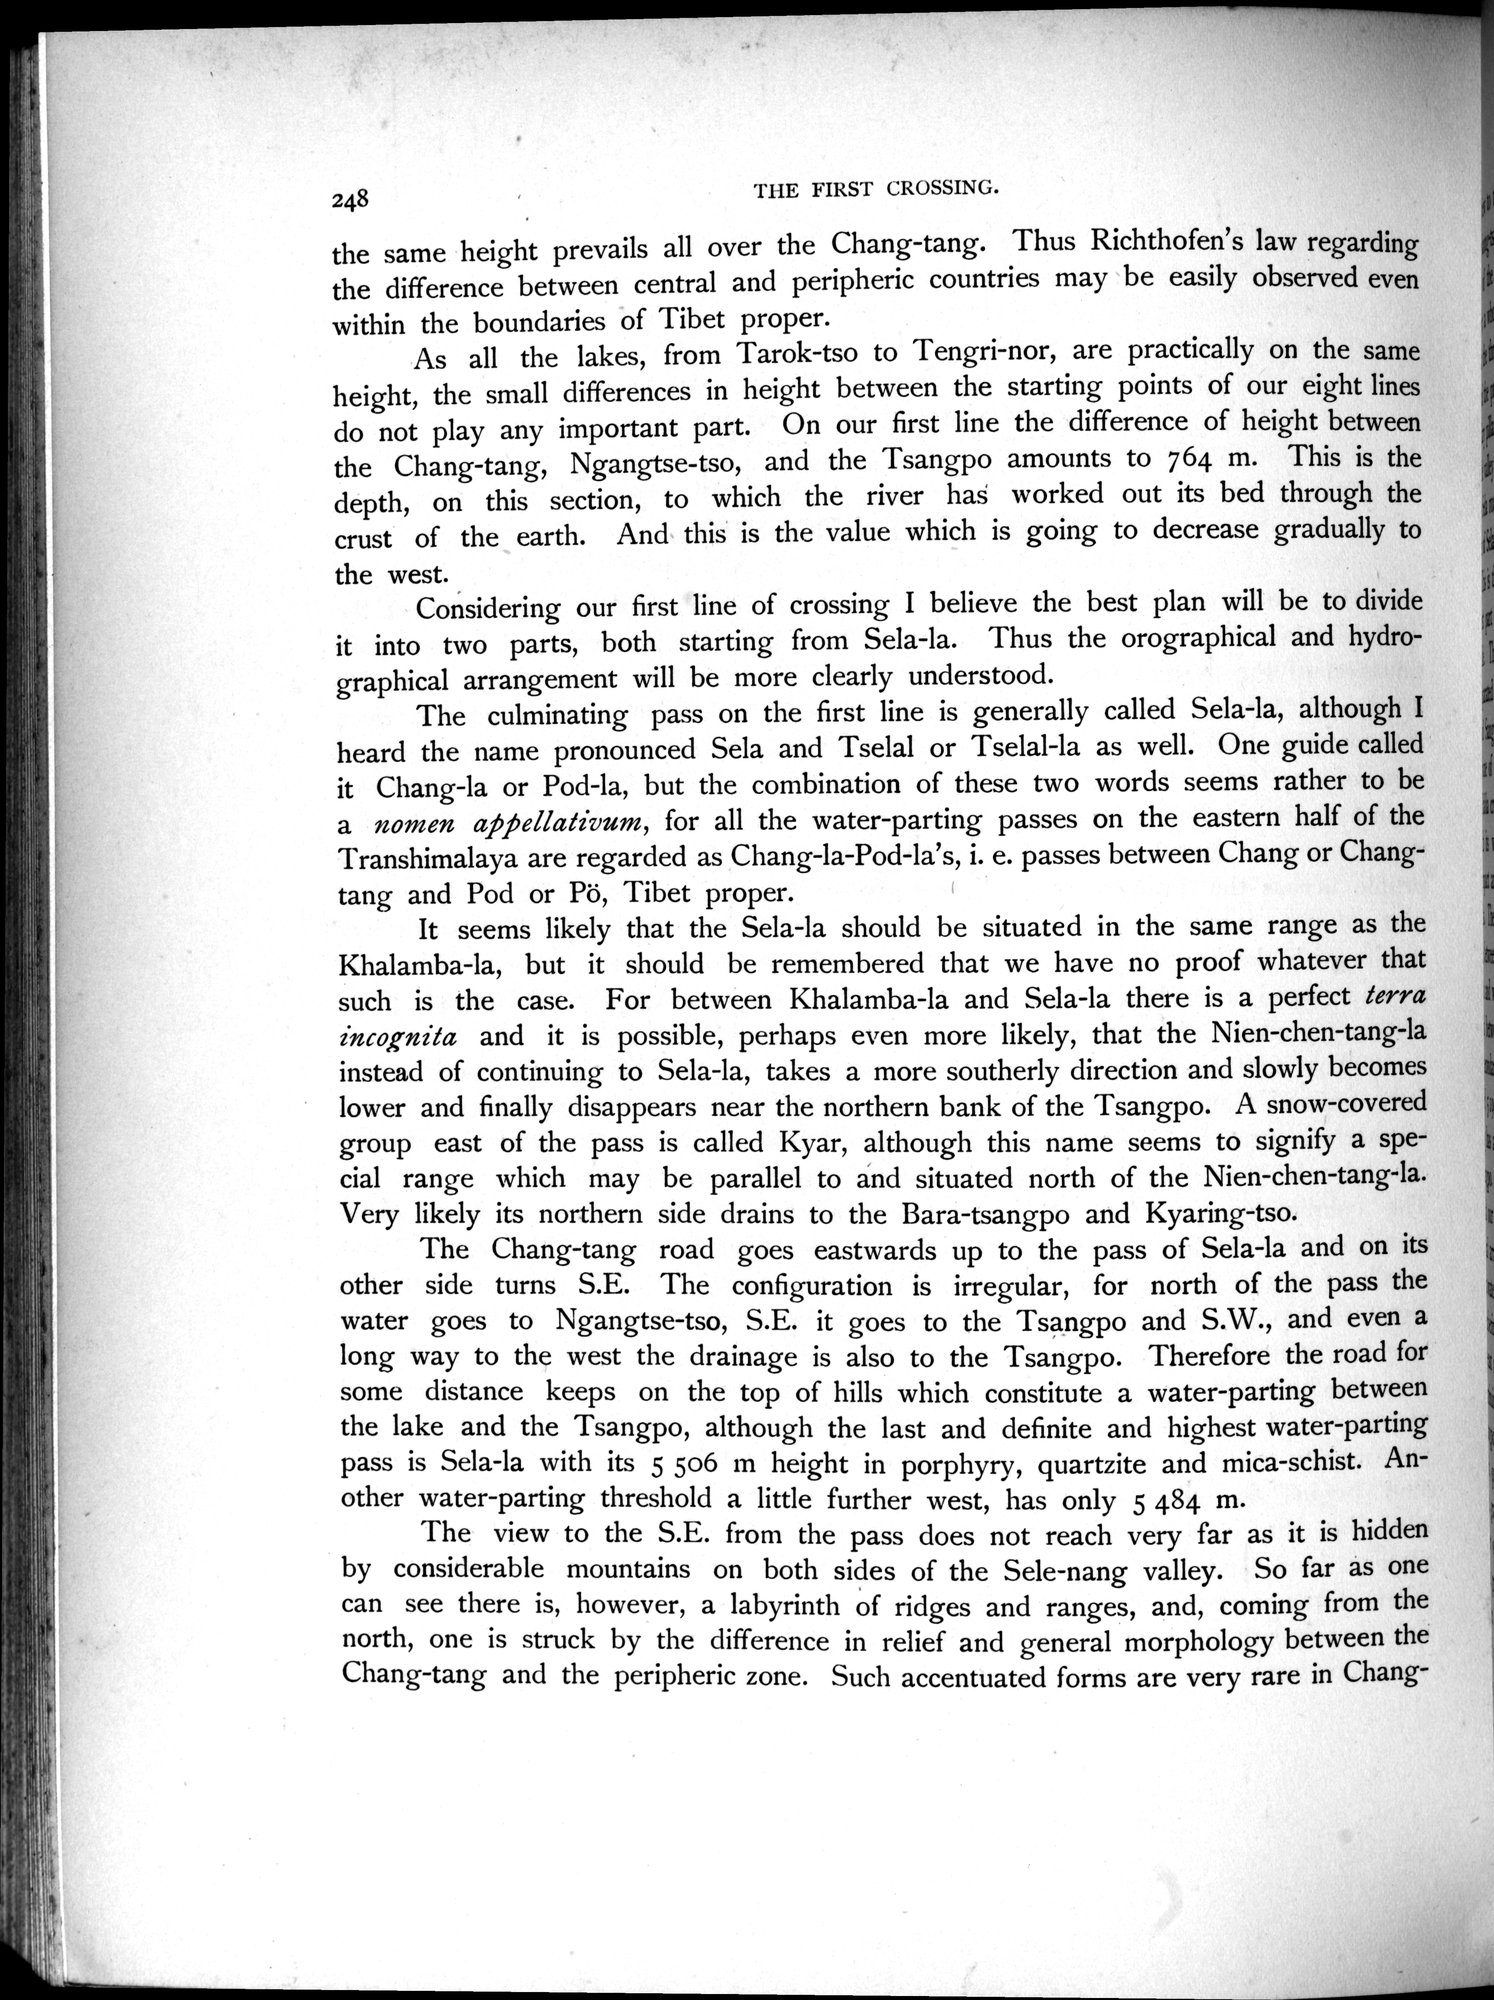 248
THE FIRST CROSSING.
the same height prevails all over the Chang-tang. Thus Richthofen's law regarding
the difference between central and peripheric countries may be easily observed even
within the boundaries of Tibet proper.
As all the lakes, from Tarok-tso to Tengri-nor, are practically on the same
height, the small differences in height between the starting points of our eight lines
do not play any important part. On our first line the difference of height between
the Chang-tang, Ngangtse-tso, and the Tsangpo amounts to 764 m. This is the
depth, on this section, to which the river has worked out its bed through the
crust of the earth. And this is the value which is going to decrease gradually to
the west.
Considering our first line of crossing I believe the best plan will be to divide
it into two parts, both starting from Sela-la. Thus the orographical and hydro-
graphical arrangement will be more clearly understood.
The culminating pass on the first line is generally called Sela-la, although I
heard the name pronounced Sela and Tselal or Tselal-la as well. One guide called
it Chang-la or Pod-la, but the combination of these two words seems rather to be
a nomen appellativum, for all the water-parting passes on the eastern half of the
Transhimalaya are regarded as Chang-la-Pod-la's, i. e. passes between Chang or Chang-
tang and Pod or Pö, Tibet proper.
It seems likely that the Sela-la should be situated in the same range as the
Khalamba-la, but it should be remembered that we have no proof whatever that
such is the case. For between Khalamba-la and Sela-la there is a perfect terra
incognita and it is possible, perhaps even more likely, that the Nien-chen-tang-la
instead of continuing to Sela-la, takes a more southerly direction and slowly becomes
lower and finally disappears near the northern bank of the Tsangpo. A snow-covered
group east of the pass is called Kyar, although this name seems to signify a spe-
cial range which may be parallel to and situated north of the Nien-chen-tang-la.
Very likely its northern side drains to the Bara-tsangpo and Kyaring-tso.
The Chang-tang road goes eastwards up to the pass of Sela-la and on its
other side turns S.E. The configuration is irregular, for north of the pass the
water goes to Ngangtse-tso, S.E. it goes to the Tsangpo and S.W., and even a
long way to the west the drainage is also to the Tsangpo. Therefore the road for
some distance keeps on the top of hills which constitute a water-parting between
the lake and the Tsangpo, although the last and definite and highest water-parting
pass is Sela-la with its 5 506 m height in porphyry, quartzite and mica-schist. An-
other water-parting threshold a little further west, has only 5 484 m.
The view to the S.E. from the pass does not reach very far as it is hidden
by considerable mountains on both sides of the Sele-nang valley. So far as one
can see there is, however, a labyrinth of ridges and ranges, and, coming from the
north, one is struck by the difference in relief and general morphology between the
Chang-tang and the peripheric zone. Such accentuated forms are very rare in Chang-